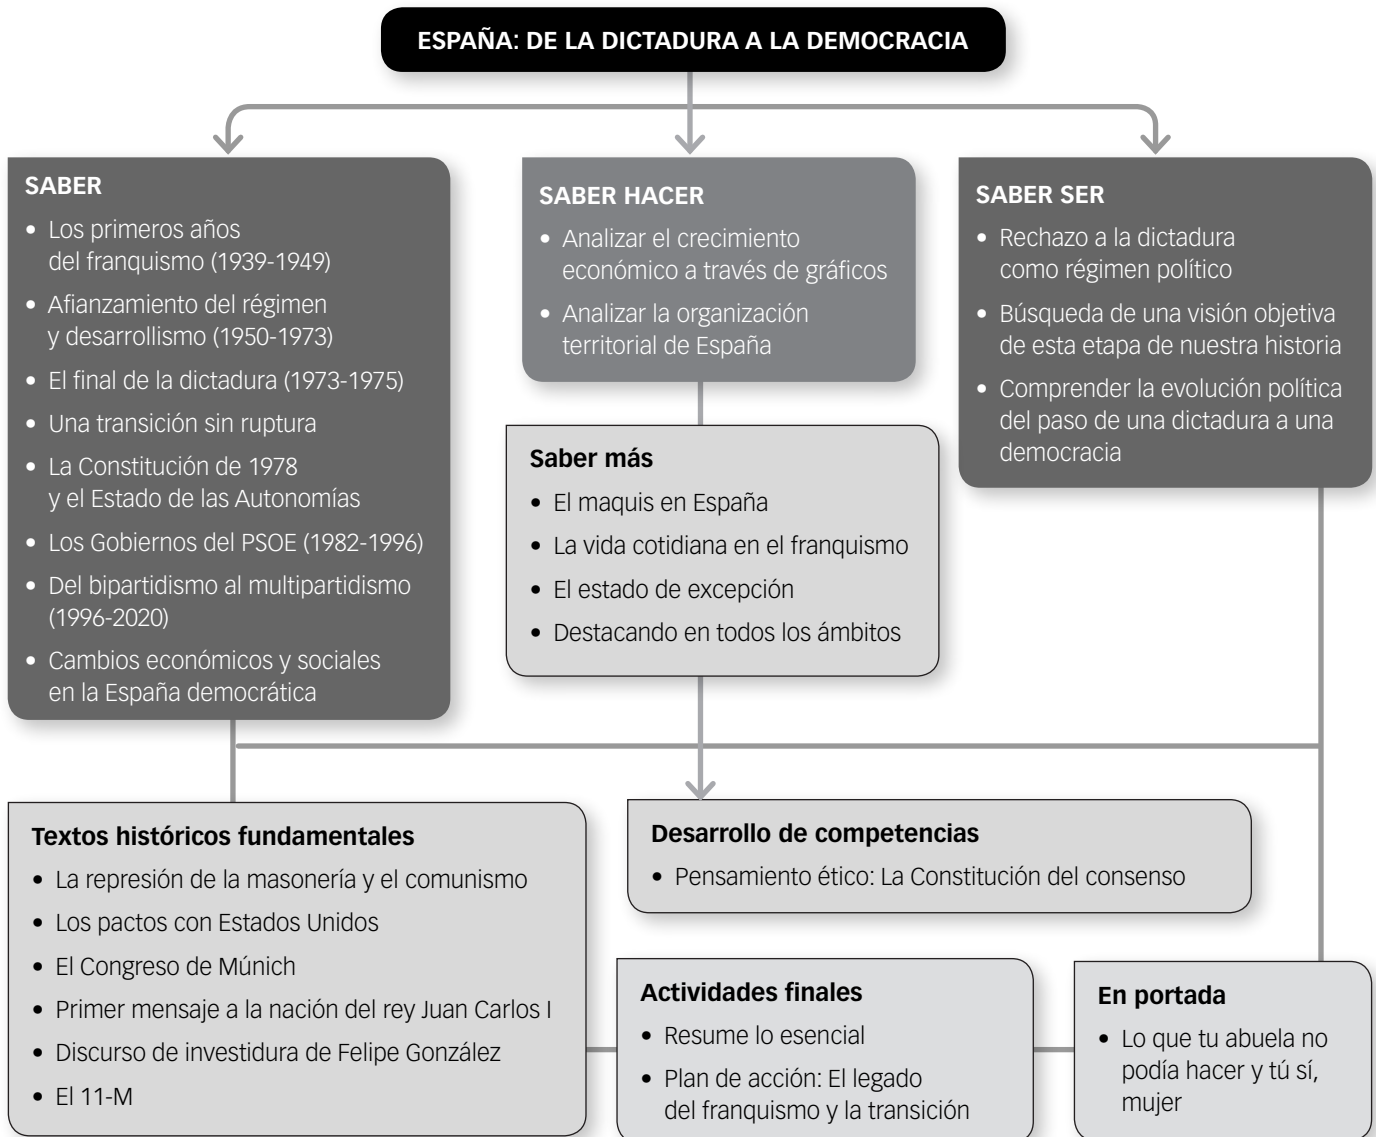 ESPAÑA: DE LA DICTADURA A LA DEMOCRACIA
SABER
• Los primeros años
del franquismo (1939-1949)
• Afianzamiento del régimen
y desarrollismo (1950-1973)
• El final de la dictadura (1973-1975)
• Una transición sin ruptura
• La Constitución de 1978
y el Estado de las Autonomías
• Los Gobiernos del PSOE (1982-1996)
• Del bipartidismo al multipartidismo
(1996-2020)
• Cambios económicos y sociales
en la España democrática
SABER HACER
• Analizar el crecimiento
económico a través de gráficos
• Analizar la organización
territorial de España
SABER SER
• Rechazo a la dictadura
como régimen político
• Búsqueda de una visión objetiva
de esta etapa de nuestra historia
• Comprender la evolución política
del paso de una dictadura a una
democracia
Saber más
• El maquis en España
• La vida cotidiana en el franquismo
• El estado de excepción
• Destacando en todos los ámbitos
Textos históricos fundamentales
• La represión de la masonería y el comunismo
• Los pactos con Estados Unidos
• El Congreso de Múnich
• Primer mensaje a la nación del rey Juan Carlos I
• Discurso de investidura de Felipe González
• El 11-M
Desarrollo de competencias
• Pensamiento ético: La Constitución del consenso
Actividades finales
• Resume lo esencial
• Plan de acción: El legado
del franquismo y la transición
En portada
• Lo que tu abuela no
podía hacer y tú sí,
mujer